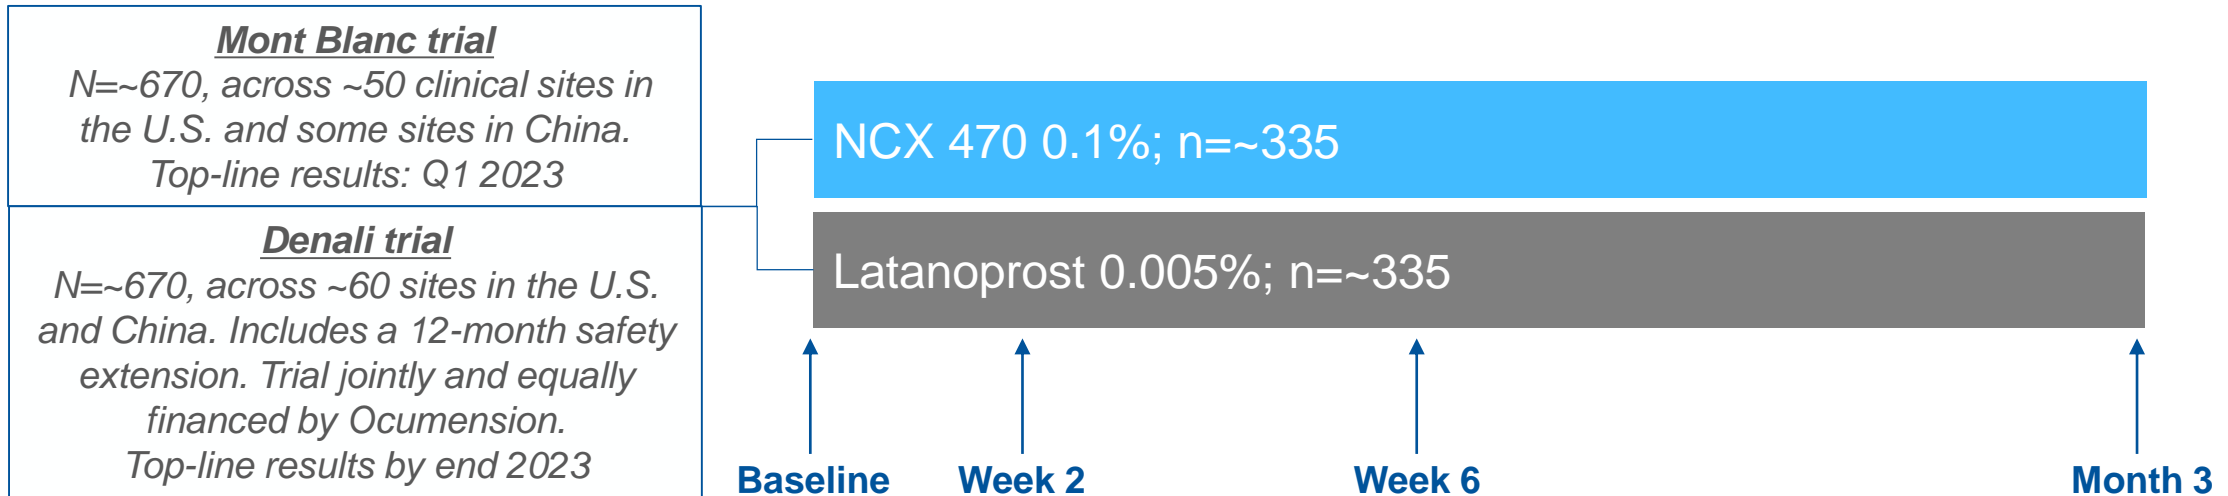 Mont Blanc trial
N=~670, across ~50 clinical sites in
the U.S. and some sites in China.
Top-line results: Q1 2023
Denali trial
N=~670, across ~60 sites in the U.S.
and China. Includes a 12-month safety
extension. Trial jointly and equally
financed by Ocumension.
Top-line results by end 2023
NCX 470 0.1%; n=~335
Latanoprost 0.005%; n=~335
Baseline
Week 2
Week 6
Month 3